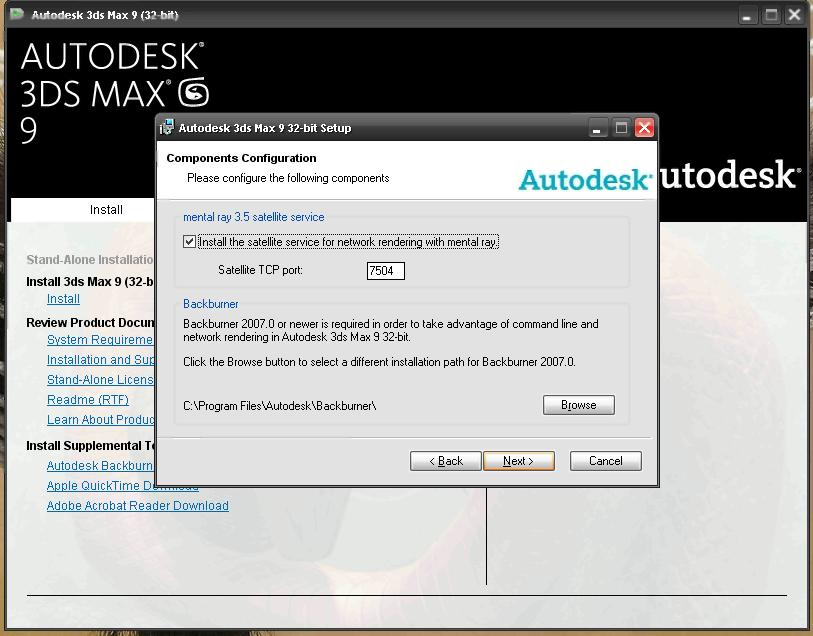 Autodesk 3ds Max 9 (32-bit)
AUTODESK®
3DS MAX®
9
Autodesk 3ds Max 9 32-bit Setup
Components Configuration
Please configure the following components
Autodesk®
utodesk®
Install
mental ray 3.5 satellite service
Install the satellite service for network rendering with mental ray.
Satellite TCP port:
7504
Backburner
Backburner 2007.0 or newer is required in order to take advantage of command line and
network rendering in Autodesk 3ds Max 9 32-bit.
Click the Browse button to select a different installation path for Backburner 2007.0.
C:\Program Files\Autodesk\Backburner\
Browse
< Back
Next >
Cancel
Stand-Alone Installatio
Install 3ds Max 9 (32-b
Install
Review Product Docum
System Requireme
Installation and Sup
Stand-Alone Licens
Readme (RTF)
Learn About Produc
Install Supplemental T
Autodesk Backburn
Apple QuickTime Download
Adobe Acrobat Reader Download